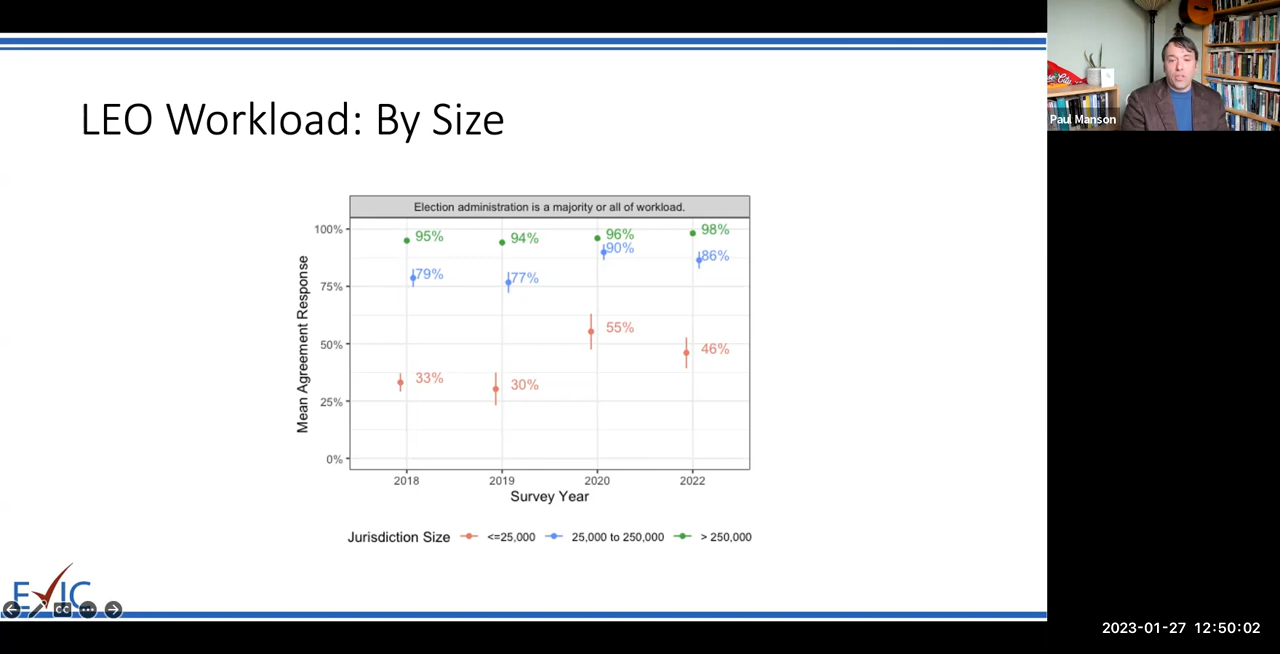 LEO Workload: By Size
Paul Manson
Election administration is a majority or all of workload.
Mean Agreement Response
100%
75%
50%
25%
0%
95%
94%
96%
98%
79%
77%
90%
86%
33%
30%
55%
46%
2018 2019 2020 2022
Survey Year
Jurisdiction Size <=25,000 25,000 to 250,000 > 250,000
CC
2023-01-27 12:50:02